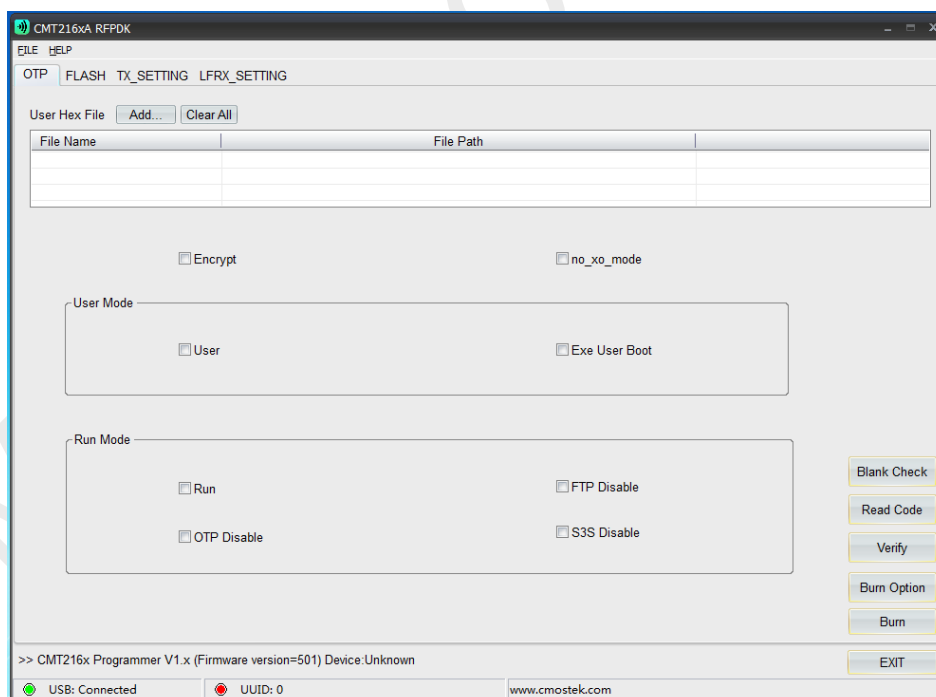 CMT216xA RFPDK
FILE HELP
OTP FLASH TX_SETTING LFRX_SETTING
User Hex File Add... Clear All
File Name File Path
Encrypt no_xo_mode
User Mode
User Exe User Boot
Run Mode
Run FTP Disable
OTP Disable S3S Disable
Blank Check
Read Code
Verify
Burn Option
Burn
>> CMT216x Programmer V1.x (Firmware version=501) Device:Unknown
EXIT
USB: Connected UUID: 0 www.cmostek.com